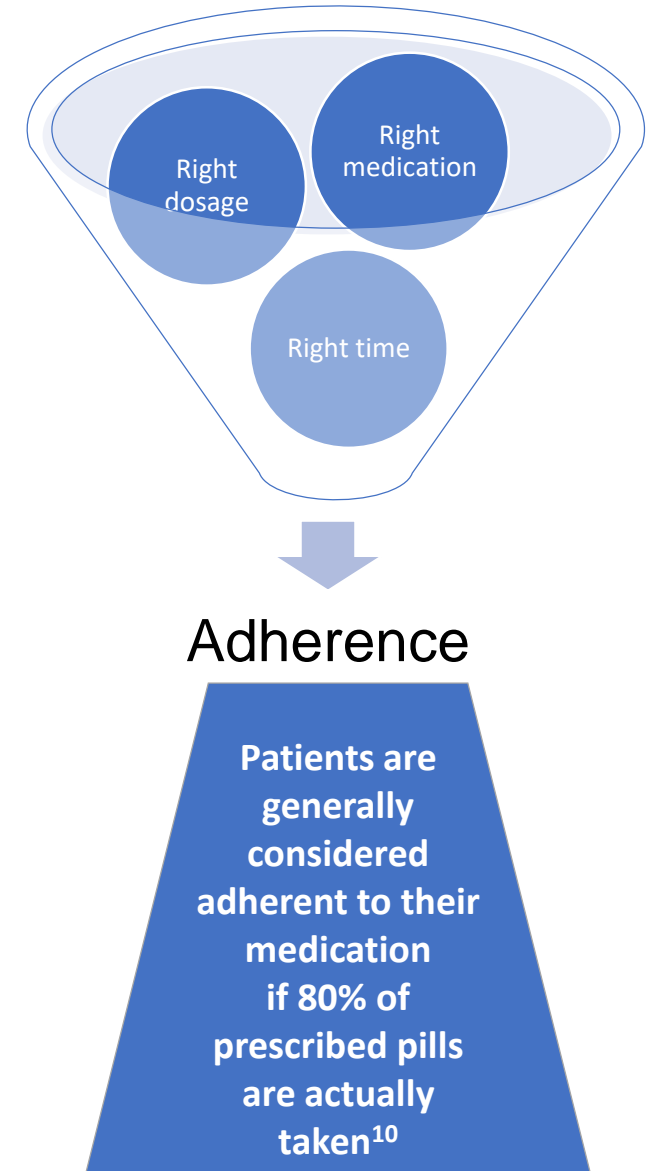 Right
medication
Right
dosage
Right time
Adherence
Patients are
generally
considered
adherent to their
medication
if 80% of
prescribed pills
are actually
taken¹⁰